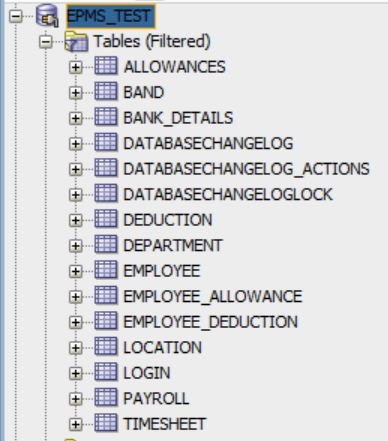 EPMS_TEST
Tables (Filtered)
ALLOWANCES
BAND
BANK_DETAILS
DATABASECHANGELOG
DATABASECHANGELOG_ACTIONS
DATABASECHANGELOGLOCK
DEDUCTION
DEPARTMENT
EMPLOYEE
EMPLOYEE_ALLOWANCE
EMPLOYEE_DEDUCTION
LOCATION
LOGIN
PAYROLL
TIMESHEET